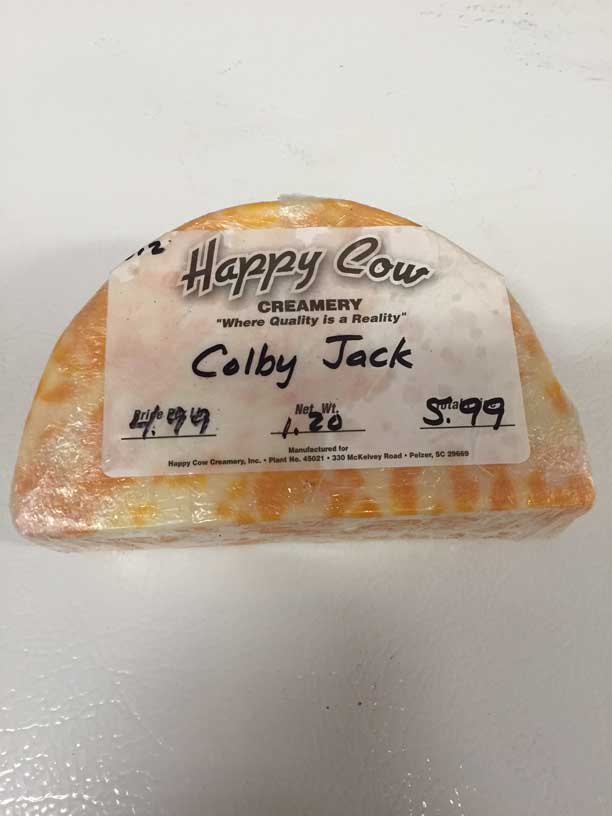 Happy Cow
CREAMERY
"Where Quality is a Reality"
Colby Jack
Net. Wt.
4.99 1.20 5.99
Manufactured for
Happy Cow Creamery, Inc. • Plant No. 45021 • 330 McKelvey Road • Pelzer, SC 29669